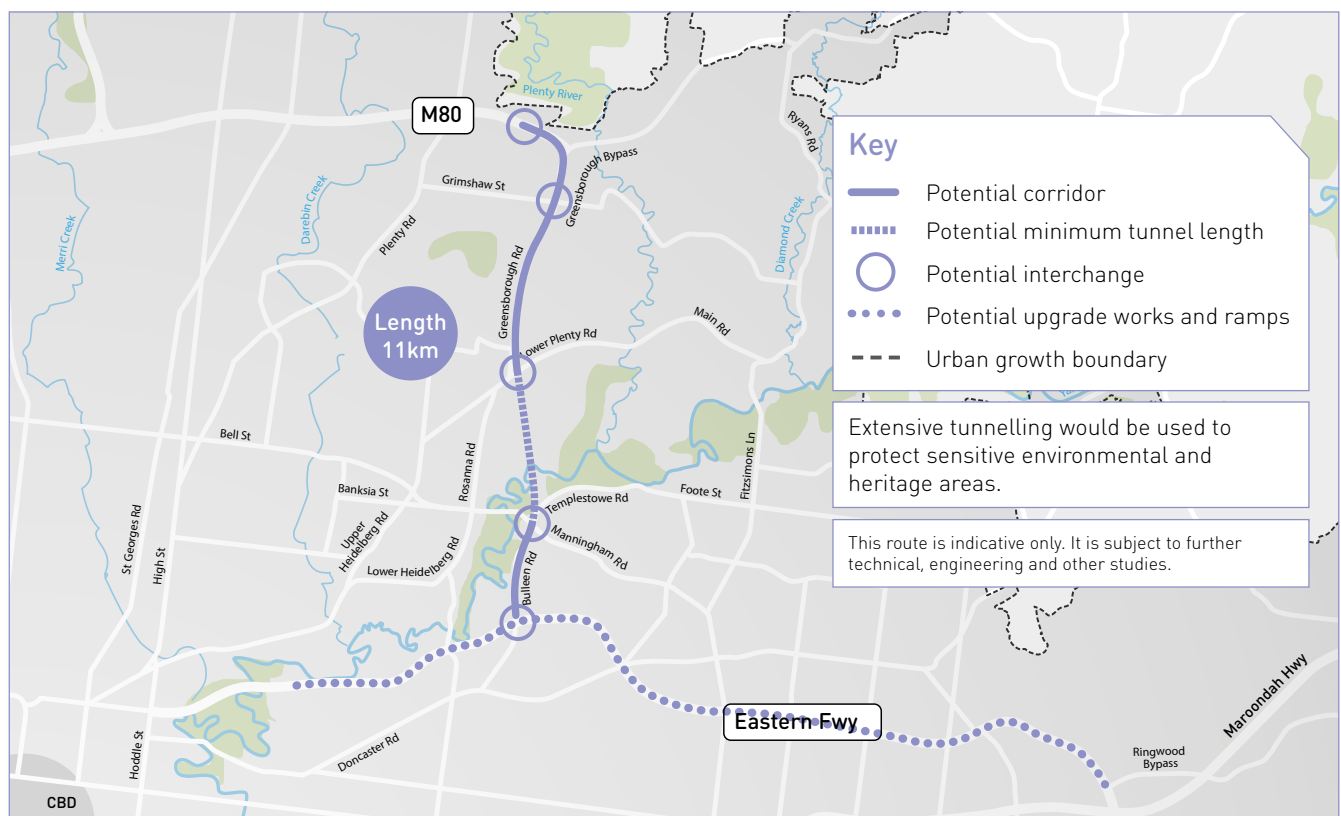 Plenty River
M80
Ryans Rd
Greensborough Bypass
Grimshaw St
Darebin Creek
Merri Creek
Plenty Rd
Diamond Creek
Greensborough Rd
Length
11km
Main Rd
Lower Plenty Rd
Key
Potential corridor
Potential minimum tunnel length
Potential interchange
Potential upgrade works and ramps
Urban growth boundary
Extensive tunnelling would be used to
protect sensitive environmental and
heritage areas.
This route is indicative only. It is subject to further
technical, engineering and other studies.
Bell St
Rosanna Rd
Fitzsimons Ln
Banksia St
Templestowe Rd
Foote St
St Georges Rd
High St
Upper
Heidelberg Rd
Manningham Rd
Lower Heidelberg Rd
Bulleen Rd
Eastern Fwy
Maroondah Hwy
Ringwood
Bypass
Hoddle St
Doncaster Rd
CBD